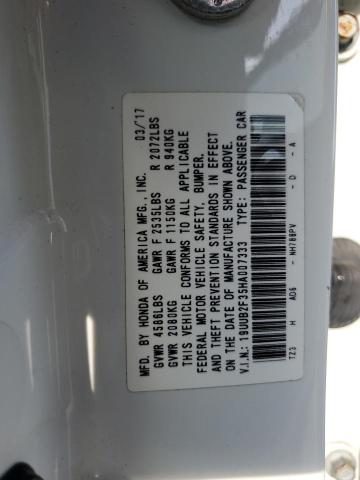 MFD. BY HONDA OF AMERICA MFG., INC. 03/17
GVWR 4586LBS GAWR F 2535LBS R 2072LBS
GVWR 2080KG GAWR F 1150KG R 940KG
THIS VEHICLE CONFORMS TO ALL APPLICABLE
FEDERAL MOTOR VEHICLE SAFETY, BUMPER,
AND THEFT PREVENTION STANDARDS IN EFFECT
ON THE DATE OF MANUFACTURE SHOWN ABOVE.
V.I.N.: 19UUB2F35HA007333 TYPE: PASSENGER CAR
TZ3 H AD6 - NH788PV - D - A